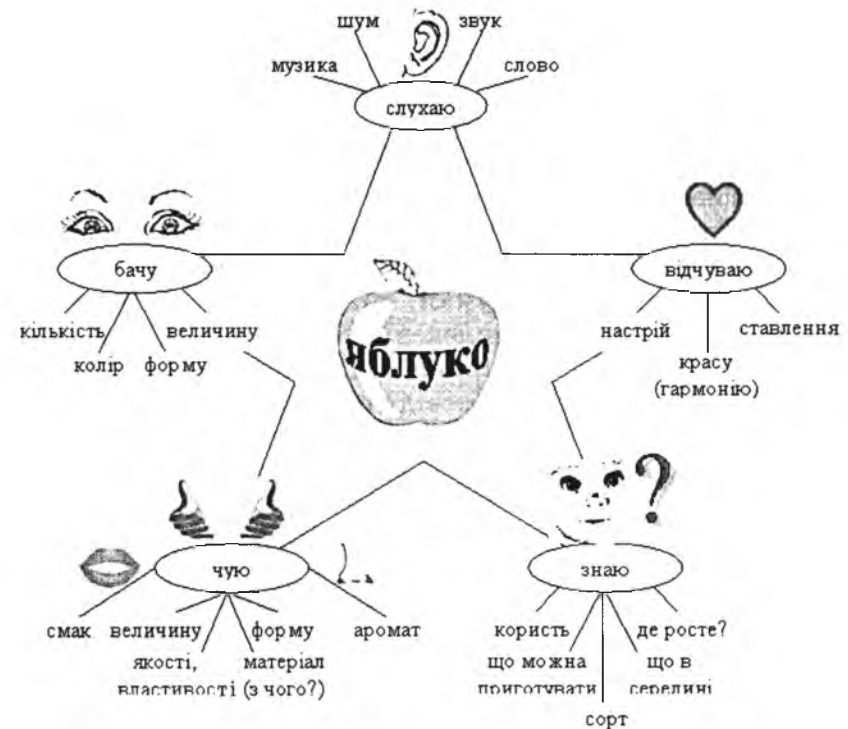 шум звук
музика слово
слухаю
бачу
відчуваю
кількість величину
колір форму
настрій ставлення
красу
(гармонію)
яблуко
чую
знаю
смак величину форму аромат
якості, матеріал
властивості (з чого?)
користь де росте?
що можна що в
приготувати середині
сорт